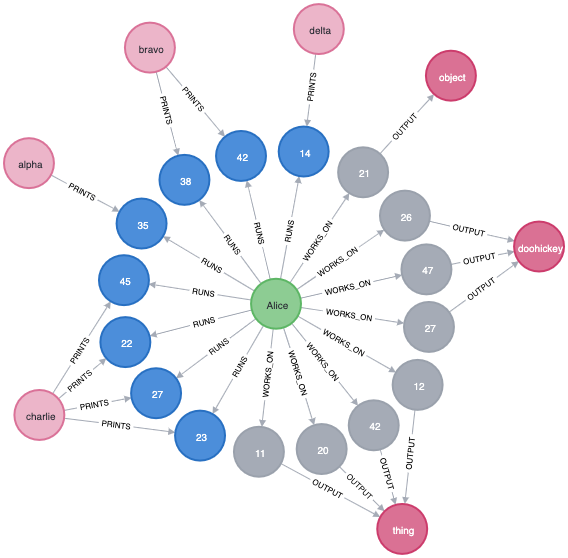 delta
bravo
object
PRINTS
PRINTS
PRINTS
OUTPUT
42
14
alpha
21
38
PRINTS
26
35
RUNS
RUNS
RUNS
WORKS_ON
OUTPUT
doohickey
RUNS
WORKS_ON
47
OUTPUT
45
RUNS
WORKS_ON
OUTPUT
Alice
RUNS
WORKS_ON
27
22
PRINTS
RUNS
WORKS_ON
PRINTS
RUNS
WORKS_ON
WORKS_ON
WORKS_ON
12
27
PRINTS
charlie
PRINTS
23
42
20
11
OUTPUT
OUTPUT
OUTPUT
OUTPUT
thing